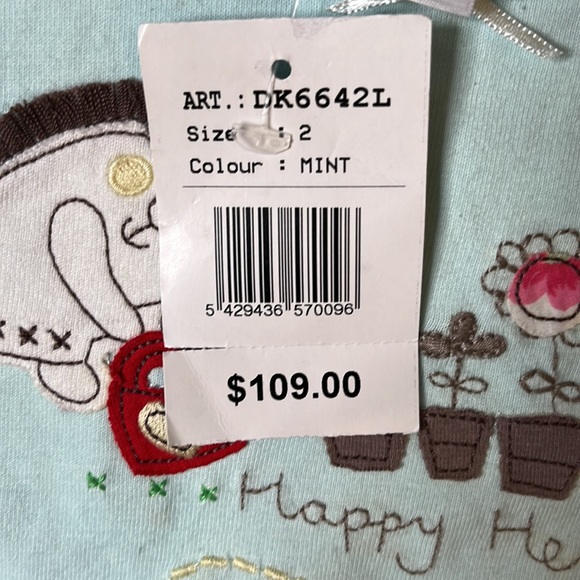 ART.: DK6642L
Size : 2
Colour : MINT
5 429436 570096
$109.00
Happy He